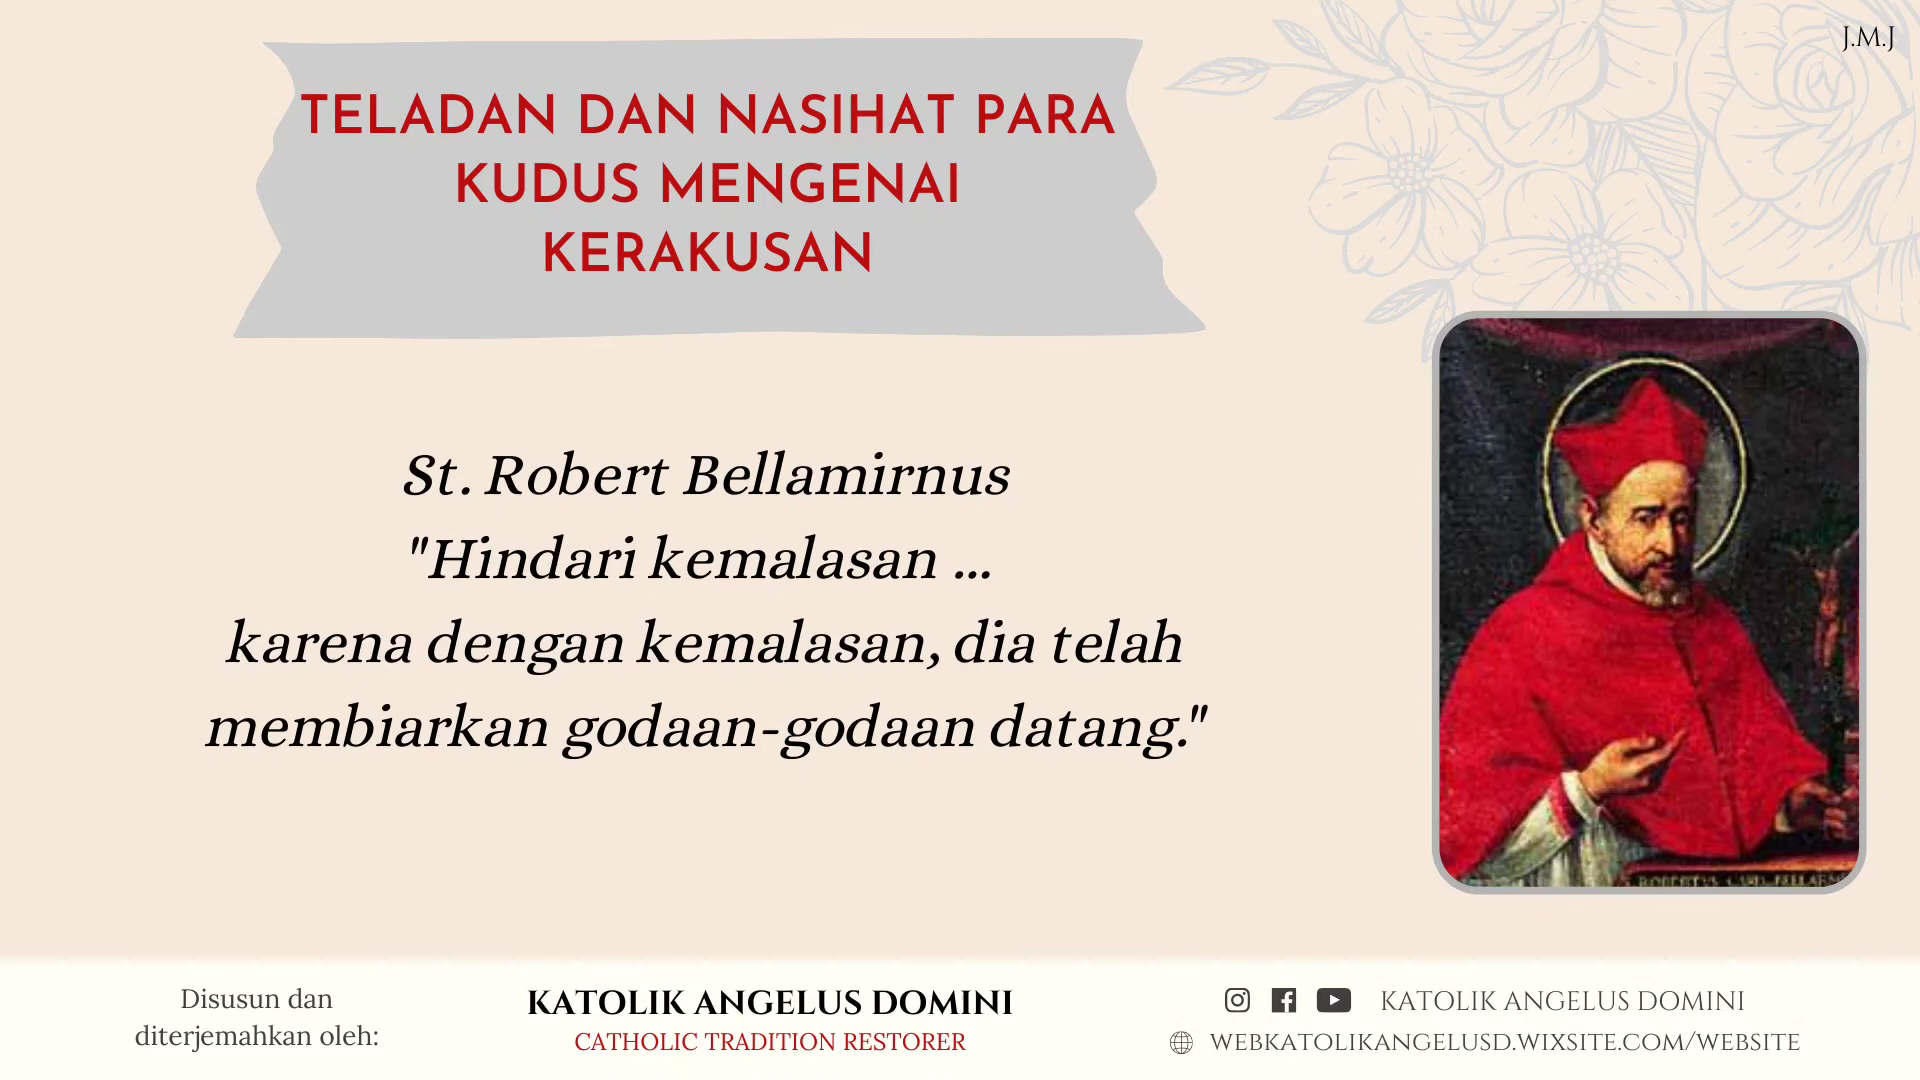 J.M.J
TELADAN DAN NASIHAT PARA
KUDUS MENGENAI
KERAKUSAN
St. Robert Bellamirnus
"Hindari kemalasan ...
karena dengan kemalasan, dia telah
membiarkan godaan-godaan datang."
Disusun dan
diterjemahkan oleh:
KATOLIK ANGELUS DOMINI
CATHOLIC TRADITION RESTORER
KATOLIK ANGELUS DOMINI
WEBKATOLIKANGELUSD.WIXSITE.COM/WEBSITE